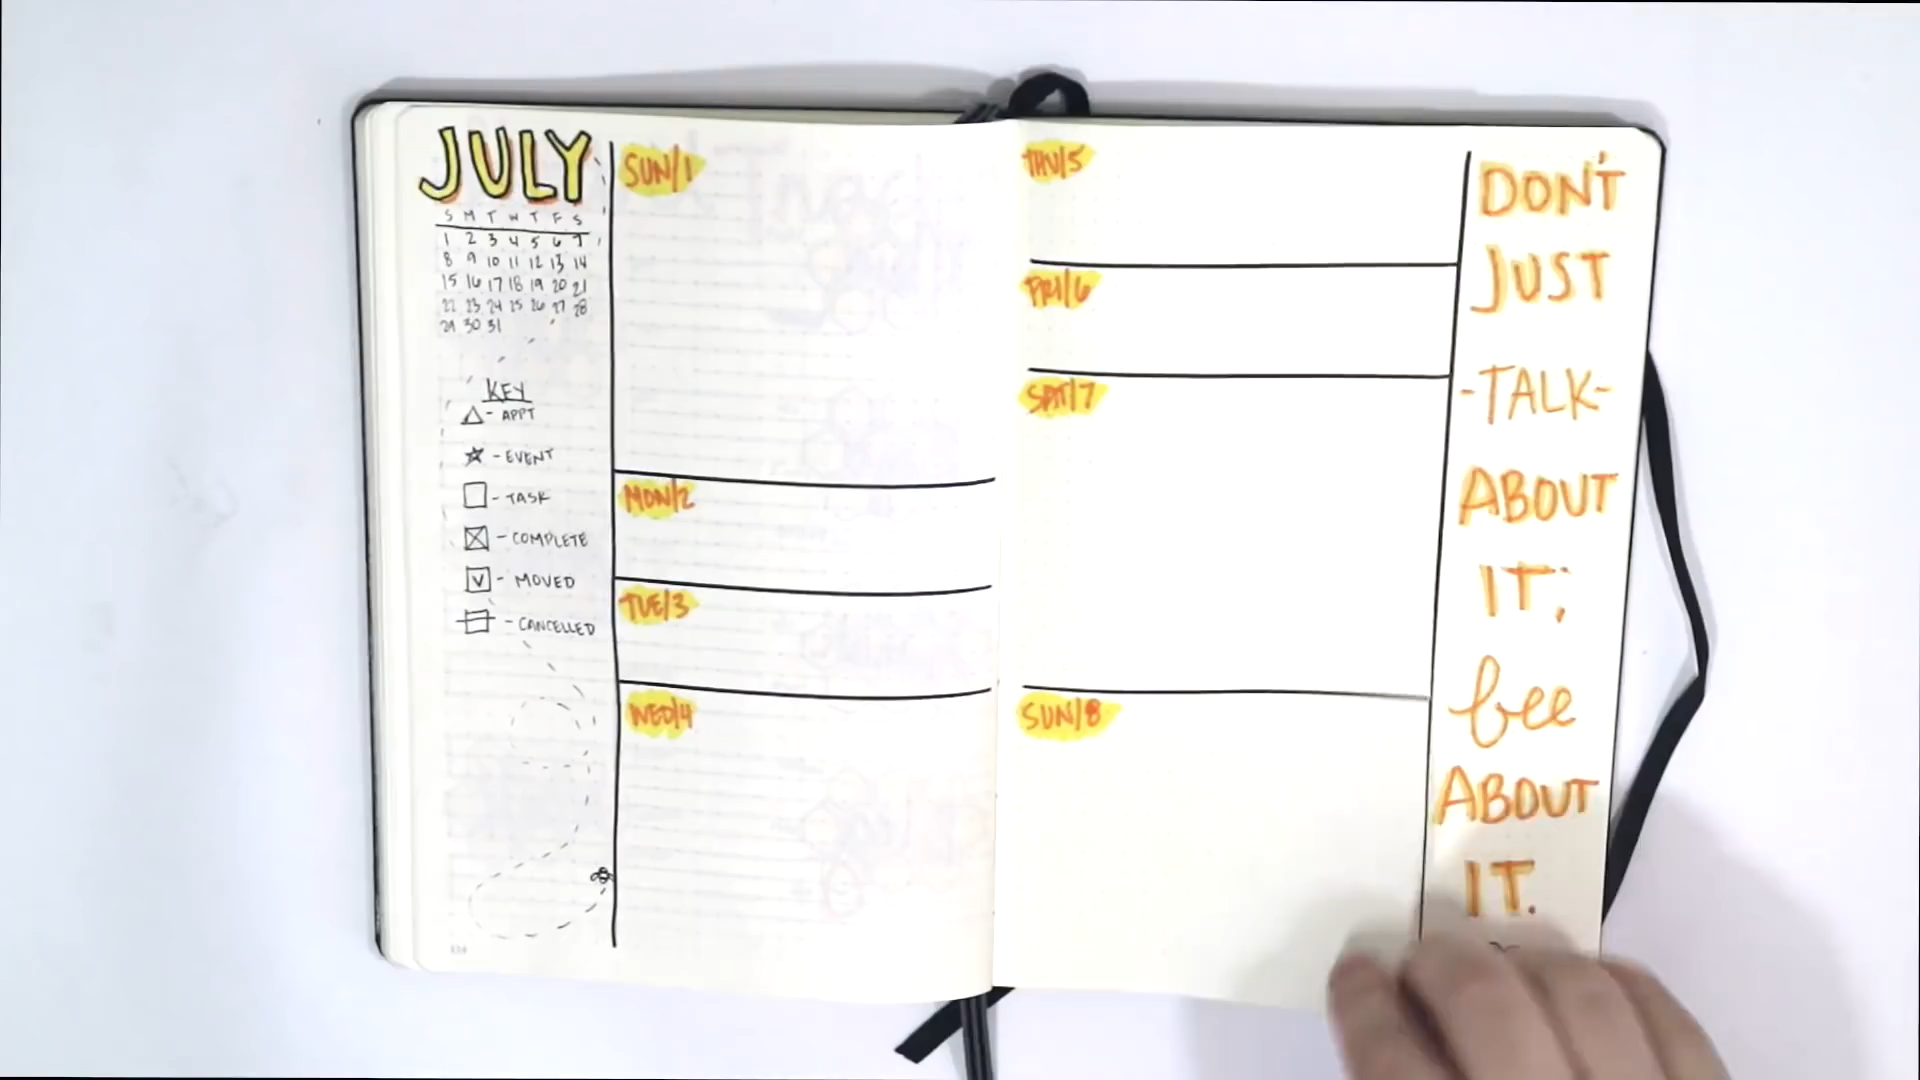 JULY
S M T W T F S
1 2 3 4 5 6 7
8 9 10 11 12 13 14
15 16 17 18 19 20 21
22 23 24 25 26 27 28
29 30 31
KEY
- APPT
- EVENT
- TASK
- COMPLETE
V - MOVED
- CANCELLED
SUN/1
MON/2
TUE/3
WED/4
THU/5
FRI/6
SAT/7
SUN/8
DON'T
JUST
-TALK-
ABOUT
IT;
bee
ABOUT
IT.